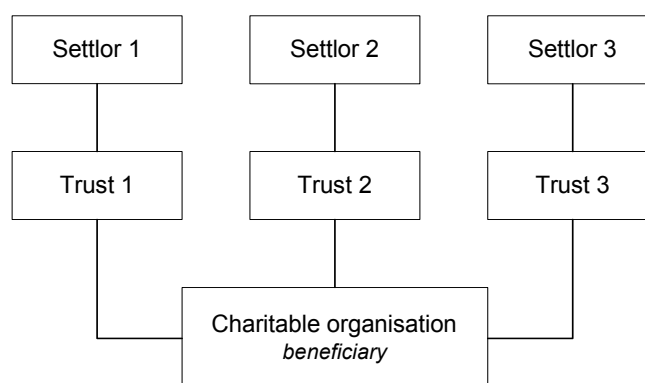 Settlor 1
Settlor 2
Settlor 3
Trust 1
Trust 2
Trust 3
Charitable organisation
beneficiary